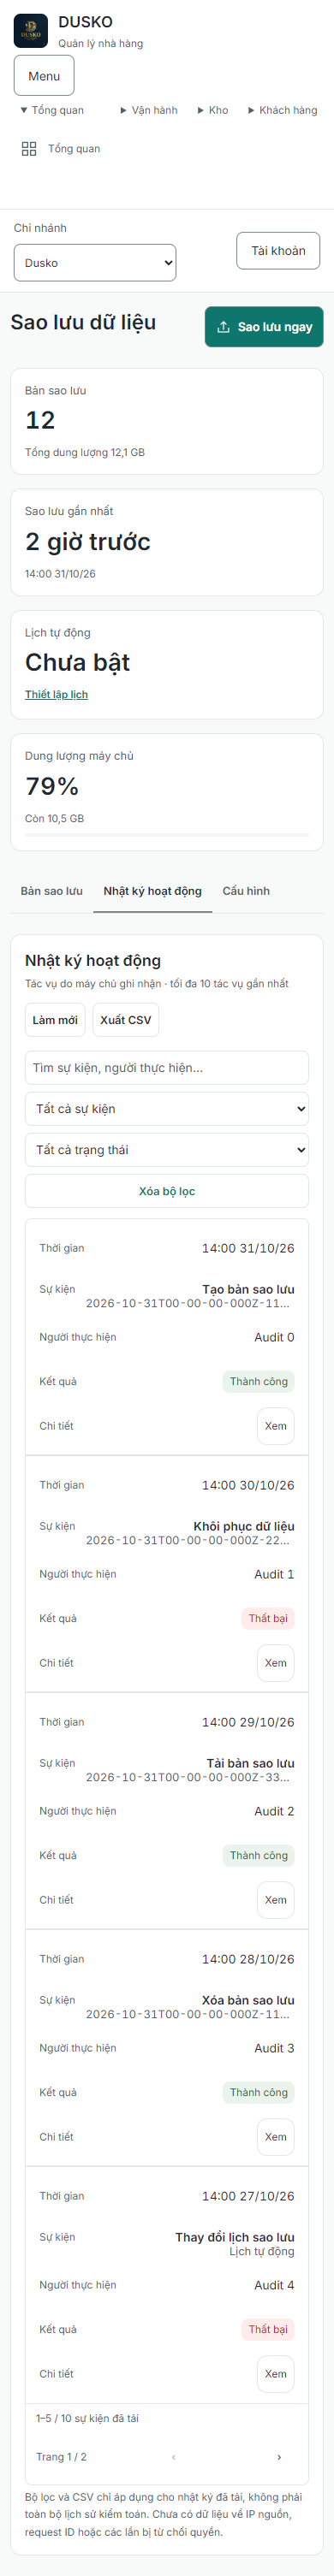 DUSKO
DUSKO
Quản lý nhà hàng
Menu
▼ Tổng quan ▶ Vận hành ▶ Kho ▶ Khách hàng
Tổng quan
Chi nhánh
Dusko
Tài khoản
Sao lưu dữ liệu
Sao lưu ngay
Bản sao lưu
12
Tổng dung lượng 12,1 GB
Sao lưu gần nhất
2 giờ trước
14:00 31/10/26
Lịch tự động
Chưa bật
Thiết lập lịch
Dung lượng máy chủ
79%
Còn 10,5 GB
Bản sao lưu Nhật ký hoạt động Cấu hình
Nhật ký hoạt động
Tác vụ do máy chủ ghi nhận · tối đa 10 tác vụ gần nhất
Làm mới Xuất CSV
Tìm sự kiện, người thực hiện...
Tất cả sự kiện
Tất cả trạng thái
Xóa bộ lọc
Thời gian 14:00 31/10/26
Sự kiện Tạo bản sao lưu
2026-10-31T00-00-00-000Z-11...
Người thực hiện Audit 0
Kết quả Thành công
Chi tiết Xem
Thời gian 14:00 30/10/26
Sự kiện Khôi phục dữ liệu
2026-10-31T00-00-00-000Z-22...
Người thực hiện Audit 1
Kết quả Thất bại
Chi tiết Xem
Thời gian 14:00 29/10/26
Sự kiện Tải bản sao lưu
2026-10-31T00-00-00-000Z-33...
Người thực hiện Audit 2
Kết quả Thành công
Chi tiết Xem
Thời gian 14:00 28/10/26
Sự kiện Xóa bản sao lưu
2026-10-31T00-00-00-000Z-11...
Người thực hiện Audit 3
Kết quả Thành công
Chi tiết Xem
Thời gian 14:00 27/10/26
Sự kiện Thay đổi lịch sao lưu
Lịch tự động
Người thực hiện Audit 4
Kết quả Thất bại
Chi tiết Xem
1–5 / 10 sự kiện đã tải
Trang 1 / 2 ‹ ›
Bộ lọc và CSV chỉ áp dụng cho nhật ký đã tải, không phải
toàn bộ lịch sử kiểm toán. Chưa có dữ liệu về IP nguồn,
request ID hoặc các lần bị từ chối quyền.